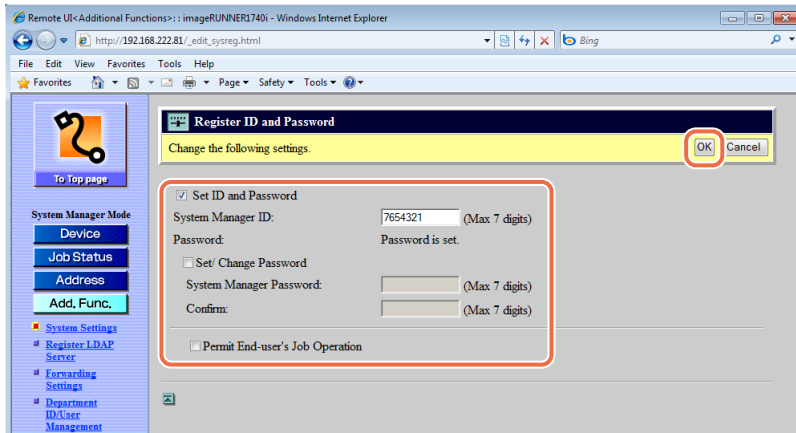 Remote UI<Additional Functions>: : imageRUNNER1740i - Windows Internet Explorer
http://192.168.222.81/_edit_sysreg.html
Bing
File Edit View Favorites Tools Help
Favorites Page Safety Tools
Register ID and Password
Change the following settings.
OK Cancel
To Top page
System Manager Mode
Device
Job Status
Address
Add. Func.
System Settings
Register LDAP
Server
Forwarding
Settings
Department
ID/User
Management
Set ID and Password
System Manager ID: 7654321 (Max 7 digits)
Password: Password is set.
Set/ Change Password
System Manager Password: (Max 7 digits)
Confirm: (Max 7 digits)
Permit End-user's Job Operation